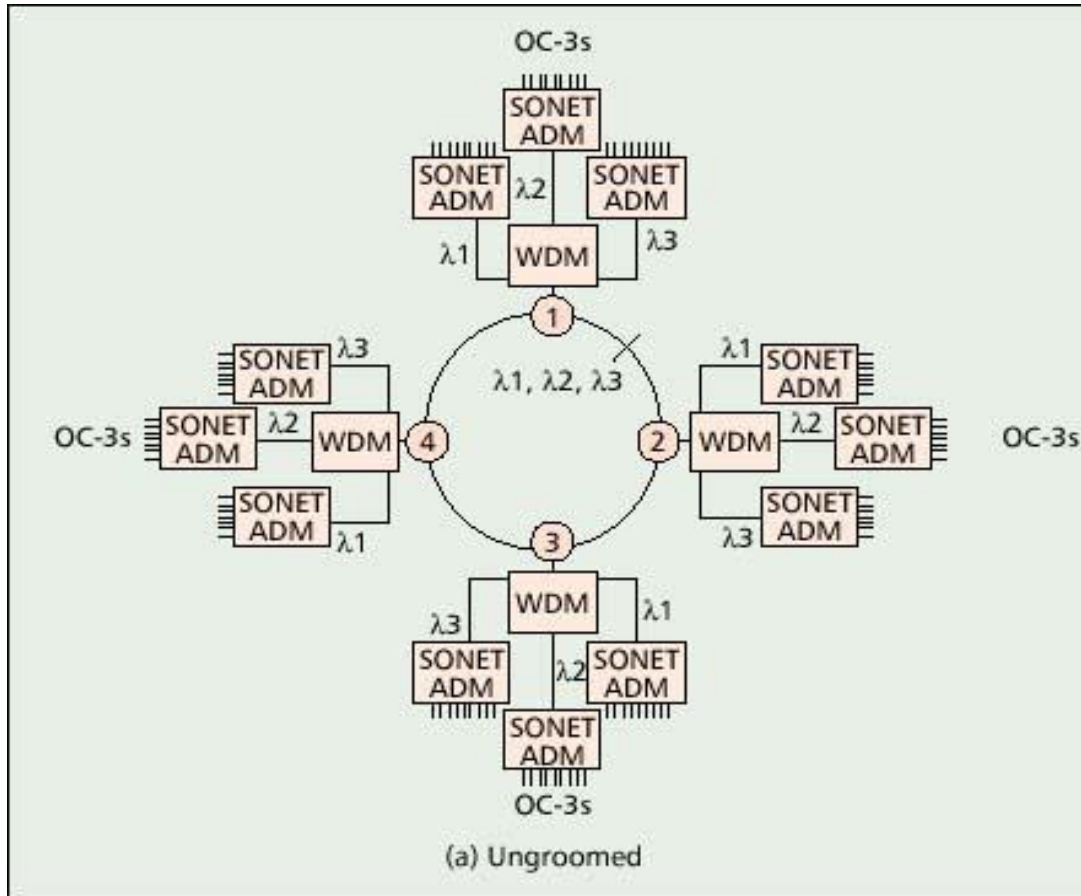 OC-3s
SONET
ADM
SONET
ADM
SONET
ADM
λ2
λ1
WDM
λ3
1
λ1, λ2, λ3
SONET
ADM
λ3
SONET
ADM
λ2
WDM
4
OC-3s
SONET
ADM
λ1
2
WDM
λ1
SONET
ADM
λ2
SONET
ADM
OC-3s
λ3
SONET
ADM
3
WDM
λ3
λ1
SONET
ADM
λ2
SONET
ADM
SONET
ADM
OC-3s
(a) Ungroomed